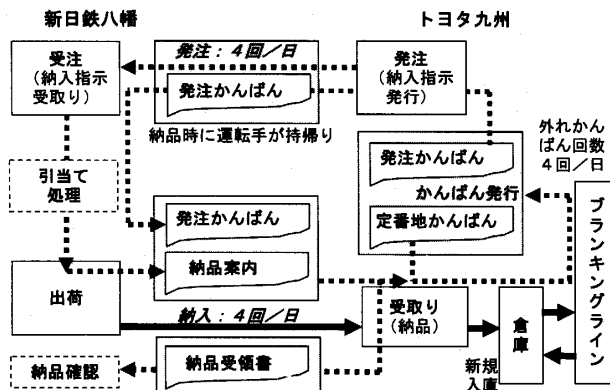 新日鉄八幡
トヨタ九州
受注
(納入指示
受取り)
発注：４回／日
発注かんばん
納品時に運転手が持帰り
発注
(納入指示
発行)
外れかん
ばん回数
４回／日
発注かんばん
かんばん発行
定番地かんばん
引当て
処理
発注かんばん
納品案内
出荷
納入：４回／日
受取り
(納品)
倉庫
新規
入庫
ブランキングライン
納品確認
納品受領書